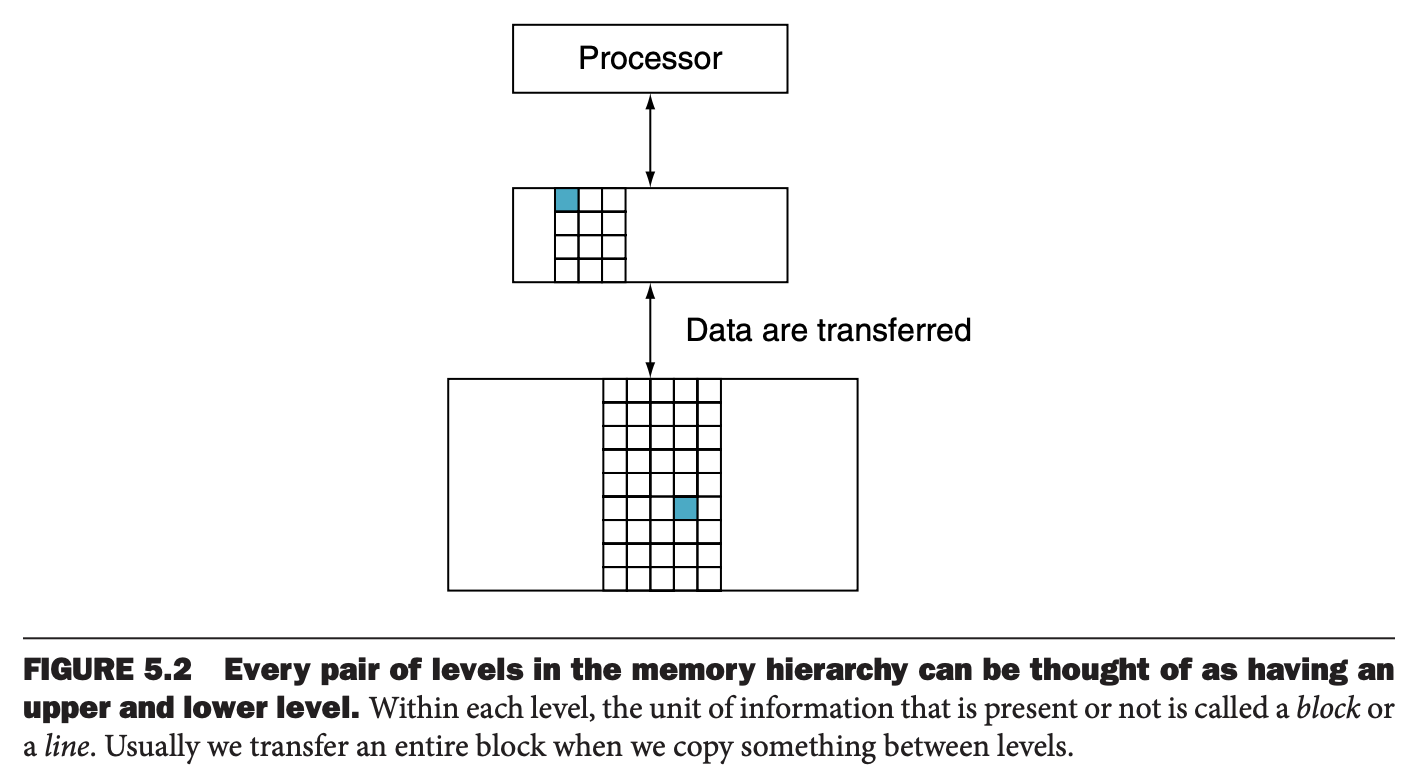 Processor
Data are transferred
FIGURE 5.2 Every pair of levels in the memory hierarchy can be thought of as having an
upper and lower level. Within each level, the unit of information that is present or not is called a block or
a line. Usually we transfer an entire block when we copy something between levels.